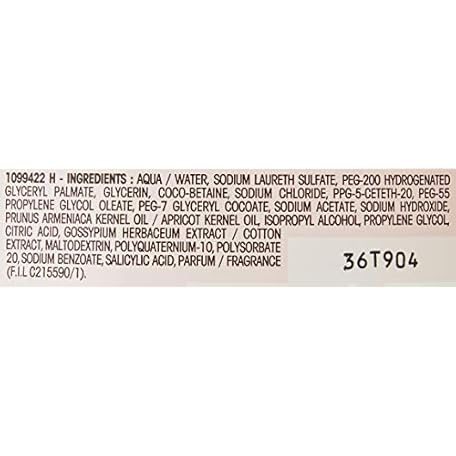 1099422 H - INGREDIENTS : AQUA / WATER, SODIUM LAURETH SULFATE, PEG-200 HYDROGENATED
GLYCERYL PALMATE, GLYCERIN, COCO-BETAINE, SODIUM CHLORIDE, PPG-5-CETETH-20, PEG-55
PROPYLENE GLYCOL OLEATE, PEG-7 GLYCERYL COCOATE, SODIUM ACETATE, SODIUM HYDROXIDE,
PRUNUS ARMENIACA KERNEL OIL / APRICOT KERNEL OIL, ISOPROPYL ALCOHOL, PROPYLENE GLYCOL,
CITRIC ACID, GOSSYPIUM HERBACEUM EXTRACT / COTTON
EXTRACT, MALTODEXTRIN, POLYQUATERNIUM-10, POLYSORBATE
20, SODIUM BENZOATE, SALICYLIC ACID, PARFUM / FRAGRANCE
(F.I.L C215590/1).
36T904